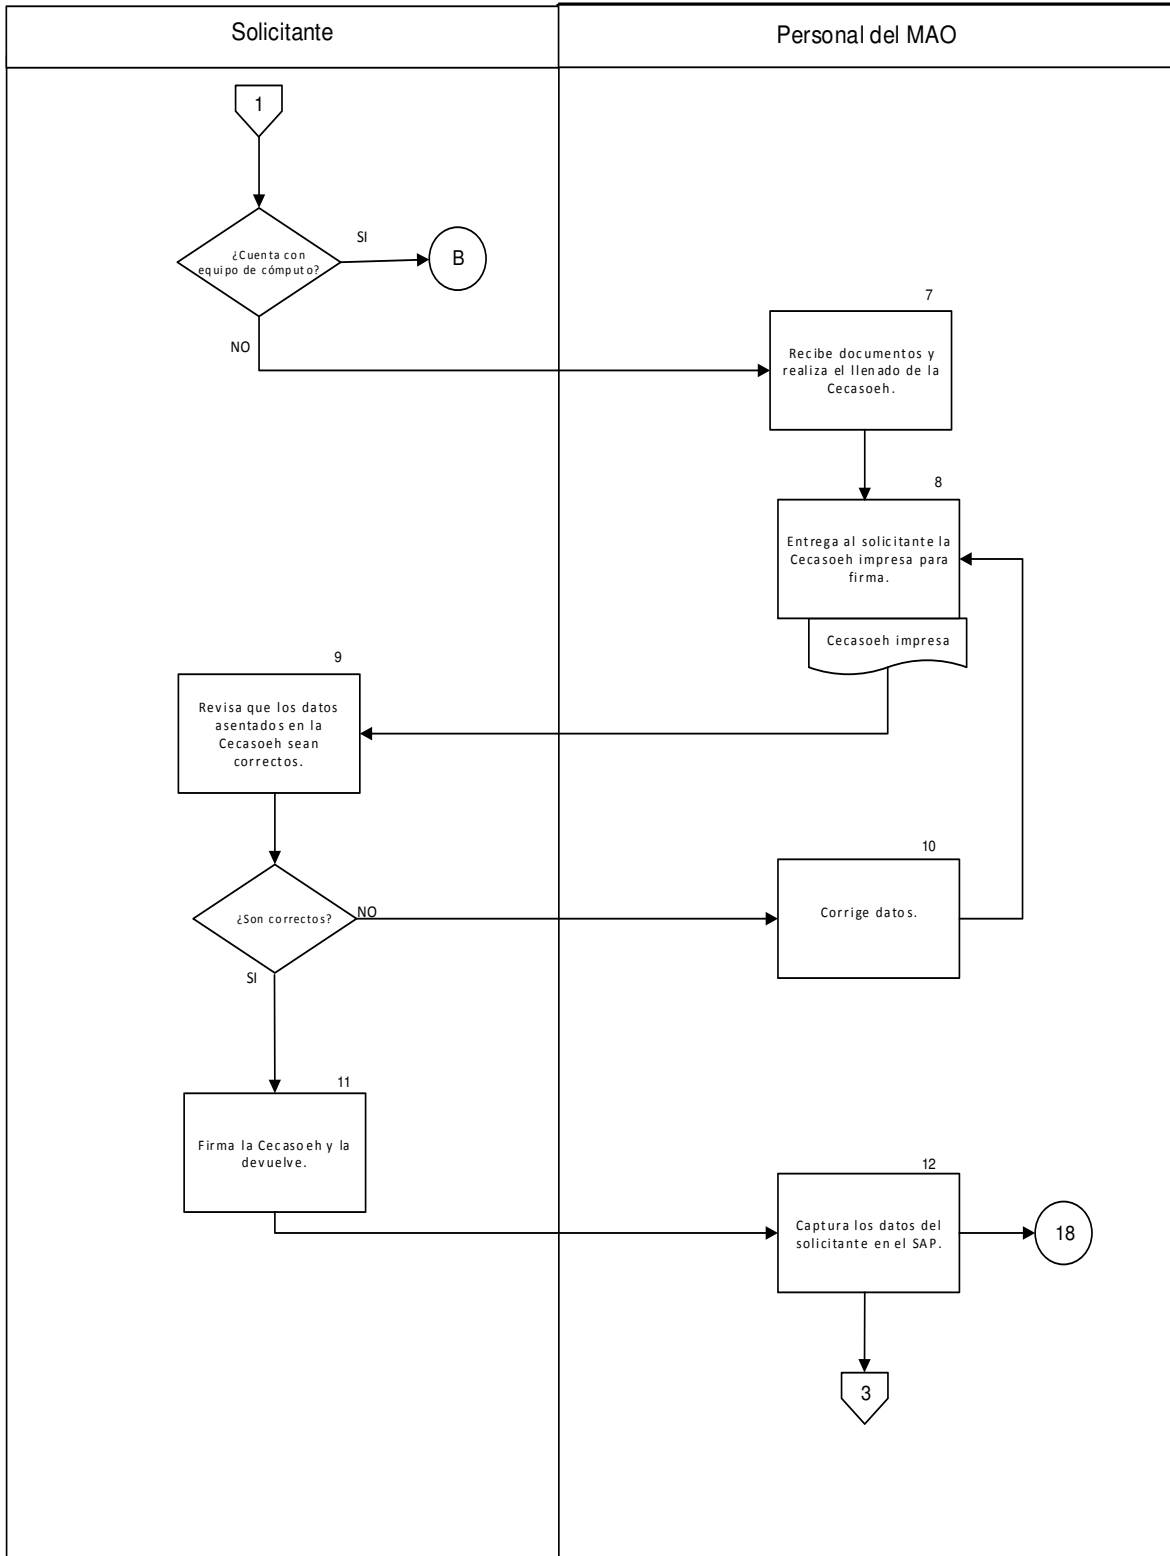 Solicitante
Personal del MAO
1
¿Cuenta con
equipo de cómputo?
SI
B
NO
7
Recibe documentos y
realiza el llenado de la
Cecasoeh.
8
Entrega al solicitante la
Cecasoeh impresa para
firma.
Cecasoeh impresa
9
Revisa que los datos
asentados en la
Cecasoeh sean
correctos.
¿Son correctos?
NO
SI
10
Corrige datos.
11
Firma la Cecasoeh y la
devuelve.
12
Captura los datos del
solicitante en el SAP.
18
3